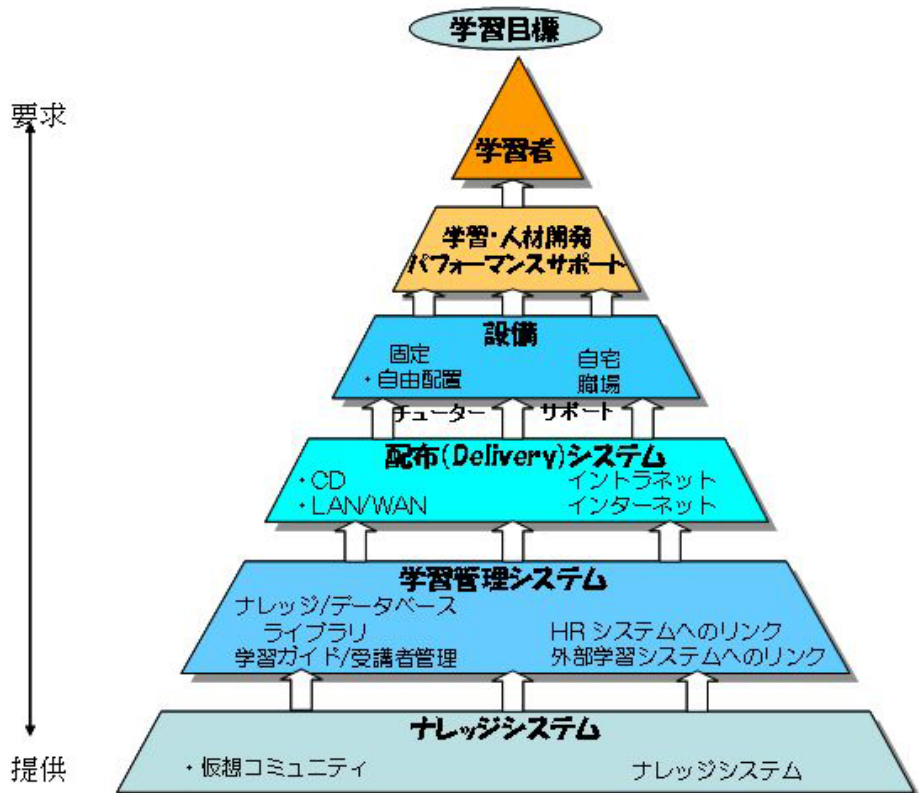 学習目標
要求
学習者
学習・人材開発
パフォーマンスサポート
設備
固定 自宅
・自由配置 職場
チューター サポート
配布(Delivery)システム
・CD イントラネット
・LAN/WAN インターネット
学習管理システム
ナレッジ/データベース
ライブラリ HRシステムへのリンク
学習ガイド/受講者管理 外部学習システムへのリンク
ナレッジシステム
・仮想コミュニティ ナレッジシステム
提供